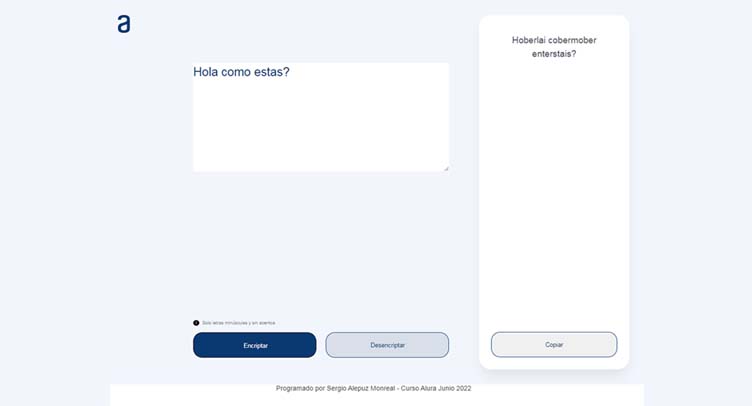 a
Hola como estas?
Hoberlai cobermober
enterstais?
Solo letras minúsculas y sin acentos
Encriptar
Desencriptar
Copiar
Programado por Sergio Alepuz Monreal - Curso Alura Junio 2022